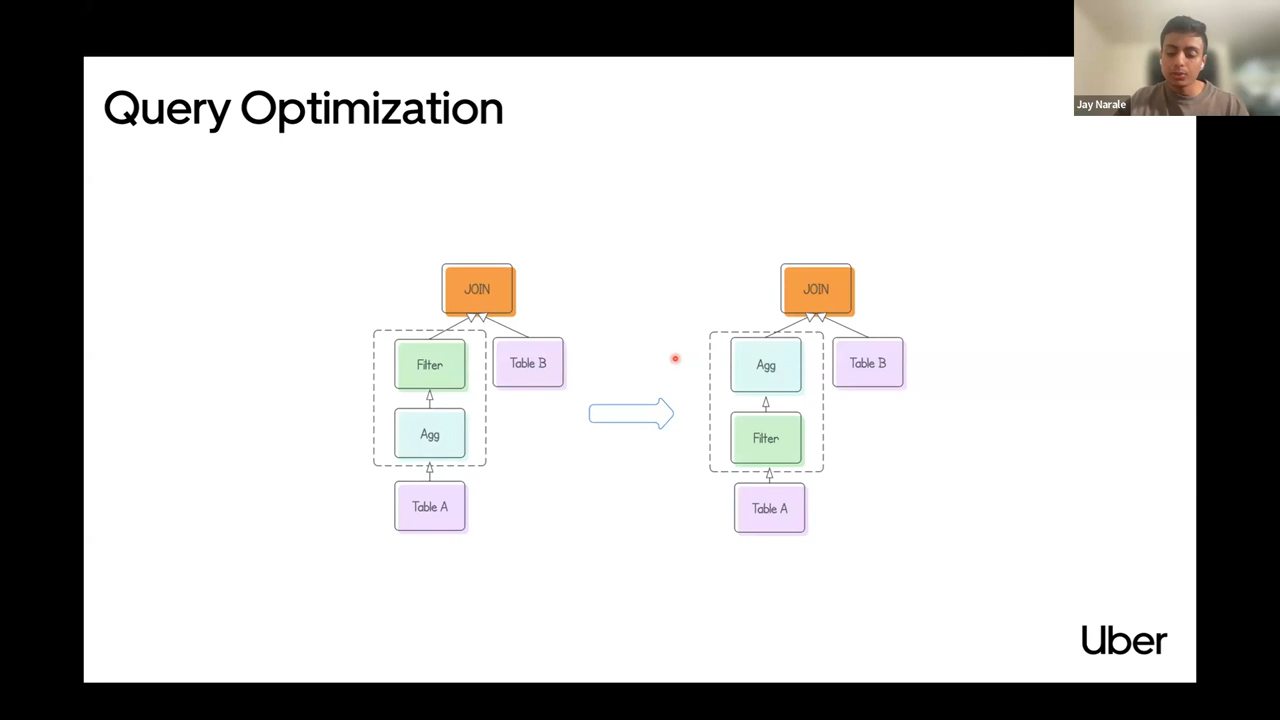 Jay Narale
Query Optimization
JOIN
Filter
Table B
Agg
Table A
JOIN
Agg
Table B
Filter
Table A
Uber